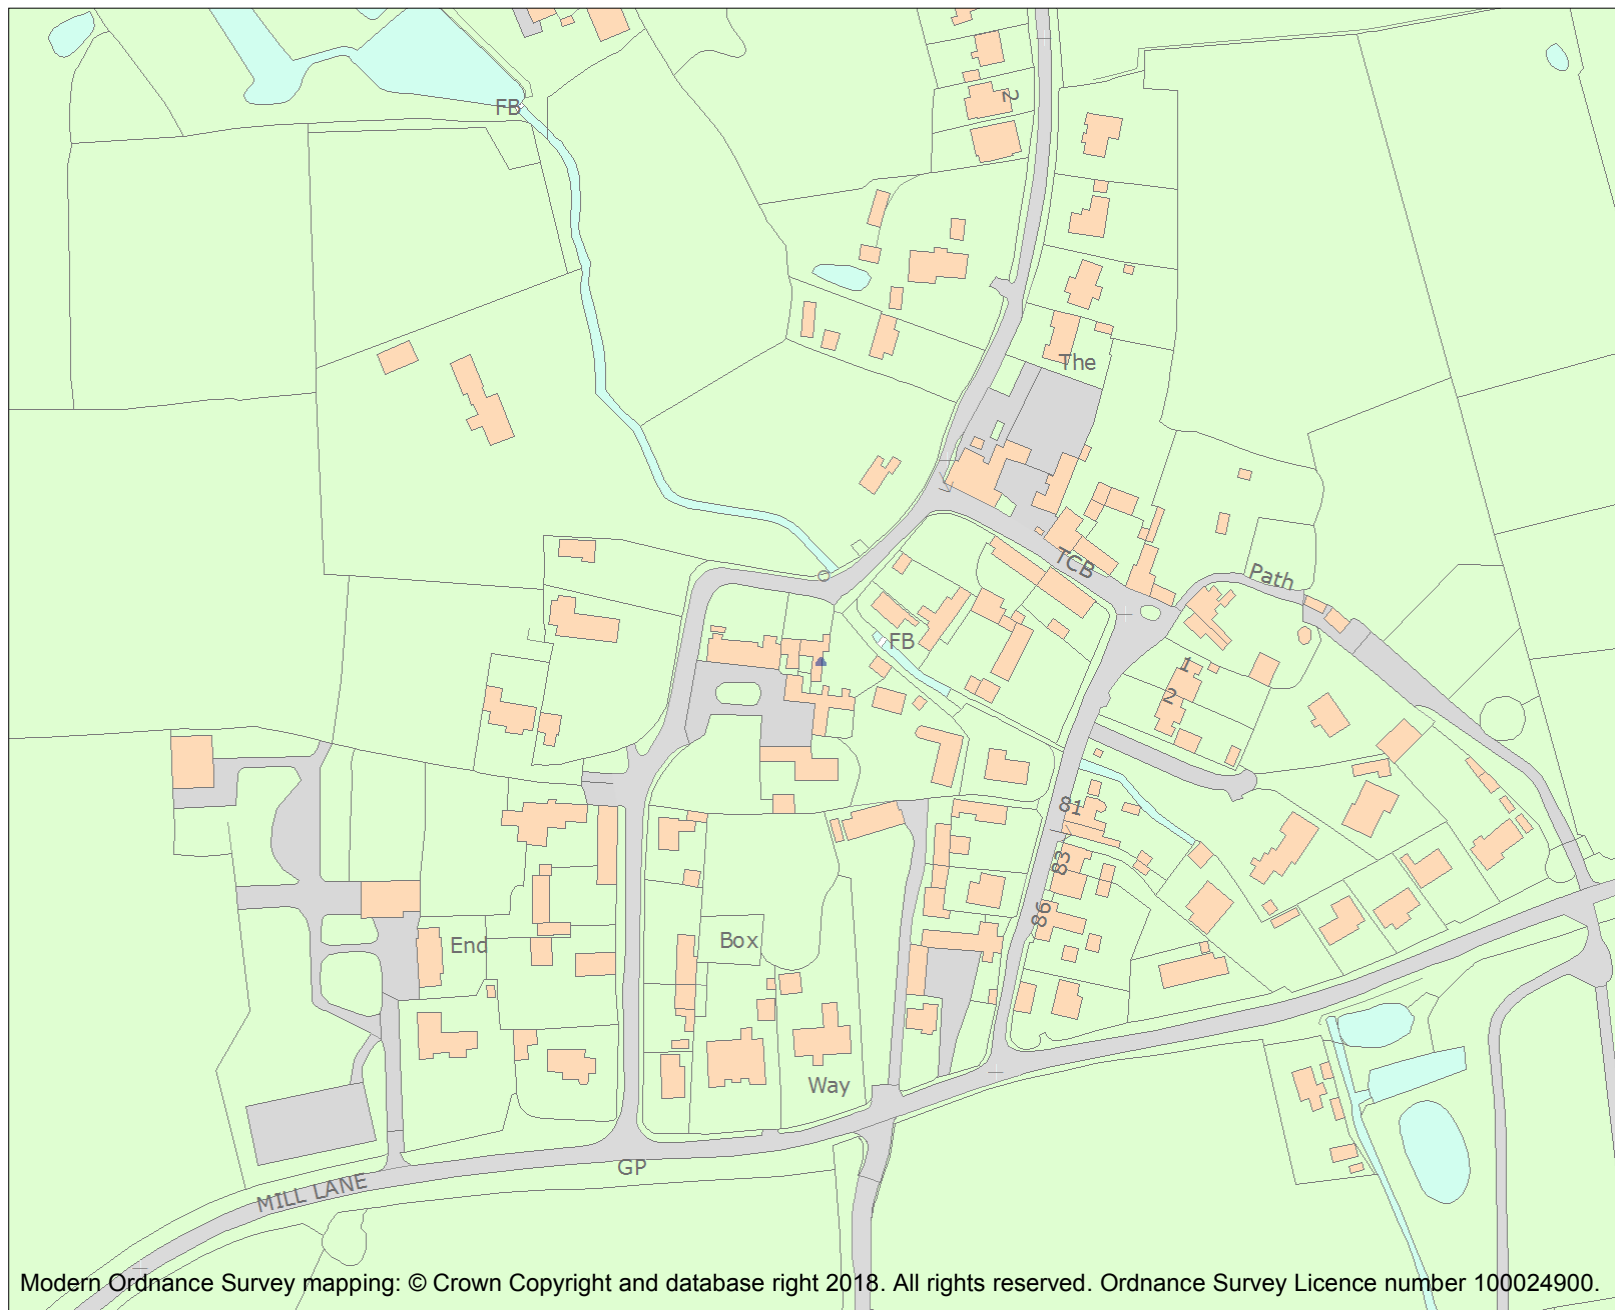 FB
2
The
TCB
Path
FB
1
2
81
83
86
End
Box
Way
GP
MILL LANE
Modern Ordnance Survey mapping: © Crown Copyright and database right 2018. All rights reserved. Ordnance Survey Licence number 100024900.